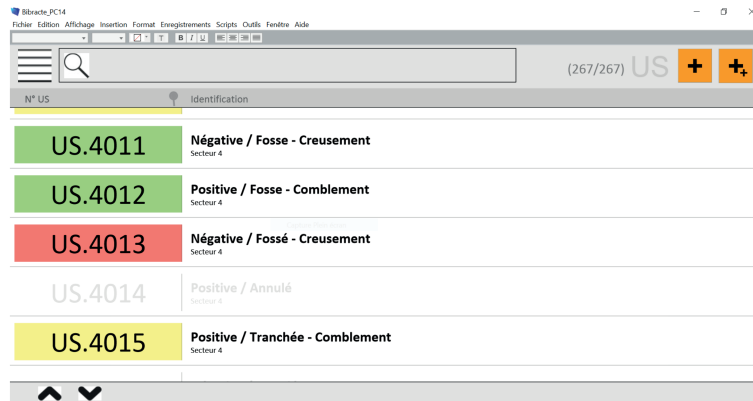 Bibracte_PC14
Fichier Edition Affichage Insertion Format Enregistrements Scripts Outils Fenêtre Aide
T B I U
(267/267) US + ++
N° US Identification
US.4011 Négative / Fosse - Creusement
Secteur 4
US.4012 Positive / Fosse - Comblement
Secteur 4
US.4013 Négative / Fossé - Creusement
Secteur 4
US.4014 Positive / Annulé
Secteur 4
US.4015 Positive / Tranchée - Comblement
Secteur 4